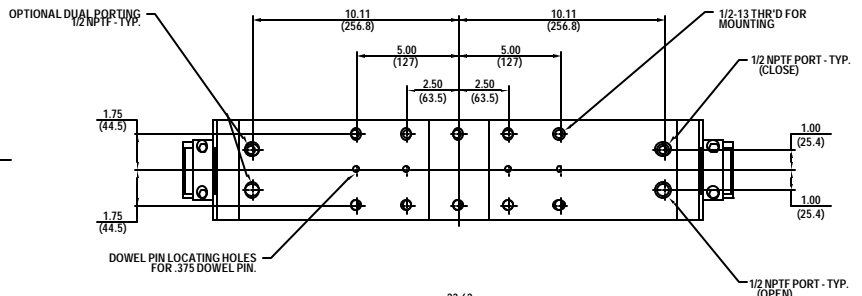 10.11
(256.8)
10.11
(256.8)
OPTIONAL DUAL PORTING
1/2 NPTF - TYP.
1/2-13 THR'D FOR
MOUNTING
5.00
(127)
5.00
(127)
1/2 NPTF PORT - TYP.
(CLOSE)
2.50
(63.5)
2.50
(63.5)
1.75
(44.5)
1.00
(25.4)
1.75
(44.5)
1.00
(25.4)
DOWEL PIN LOCATING HOLES
FOR .375 DOWEL PIN.
1/2 NPTF PORT - TYP.
(OPEN)